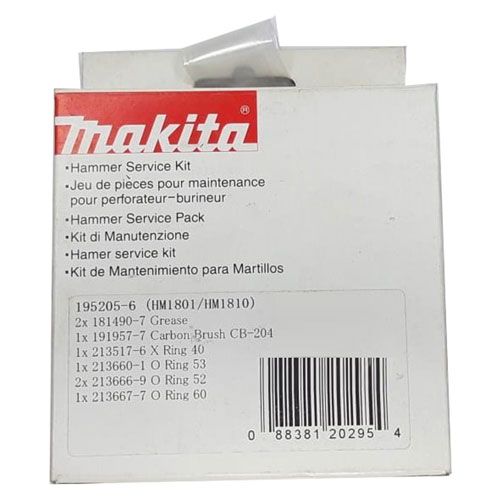 makita®
•Hammer Service Kit
•Jeu de pièces pour maintenance
pour perforateur-burineur
•Hammer Service Pack
•Kit di Manutenzione
•Hamer service kit
•Kit de Mantenimiento para Martillos
195205-6 (HM1801/HM1810)
2x 181490-7 Grease
1x 191957-7 Carbon Brush CB-204
1x 213517-6 X Ring 40
1x 213660-1 O Ring 53
2x 213666-9 O Ring 52
1x 213667-7 O Ring 60
0 88381 20295 4